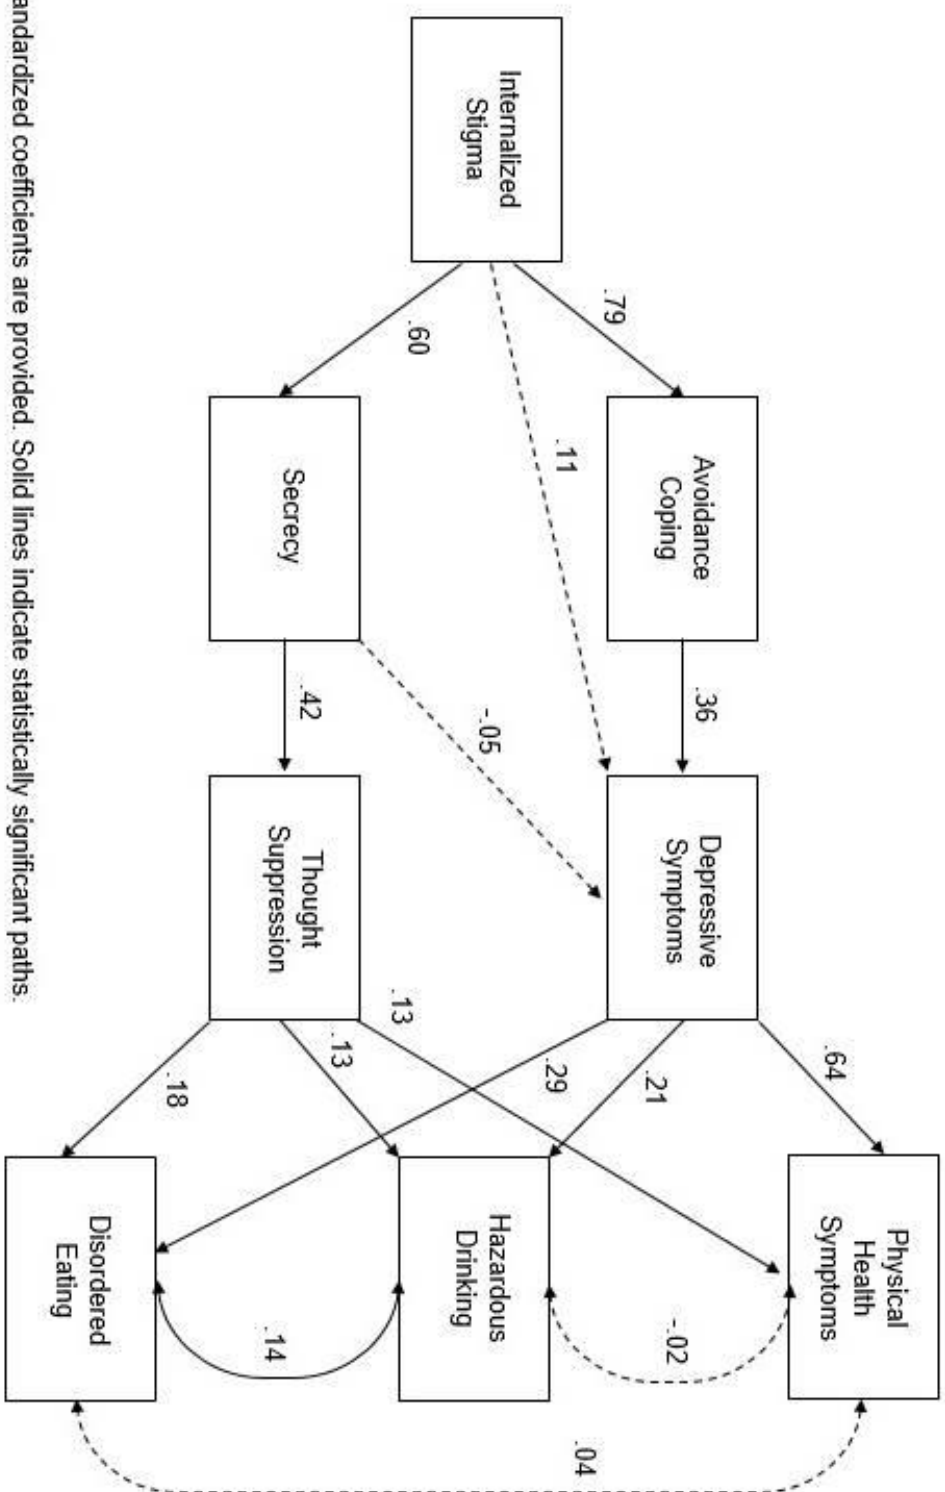 Internalized
Stigma
.79
.11
.60
Avoidance
Coping
Secrecy
.36
-.05
.42
Depressive
Symptoms
Thought
Suppression
.64
.21
.29
.13
.13
.18
Physical
Health
Symptoms
Hazardous
Drinking
Disordered
Eating
-.02
.14
.04
andardized coefficients are provided. Solid lines indicate statistically significant paths.